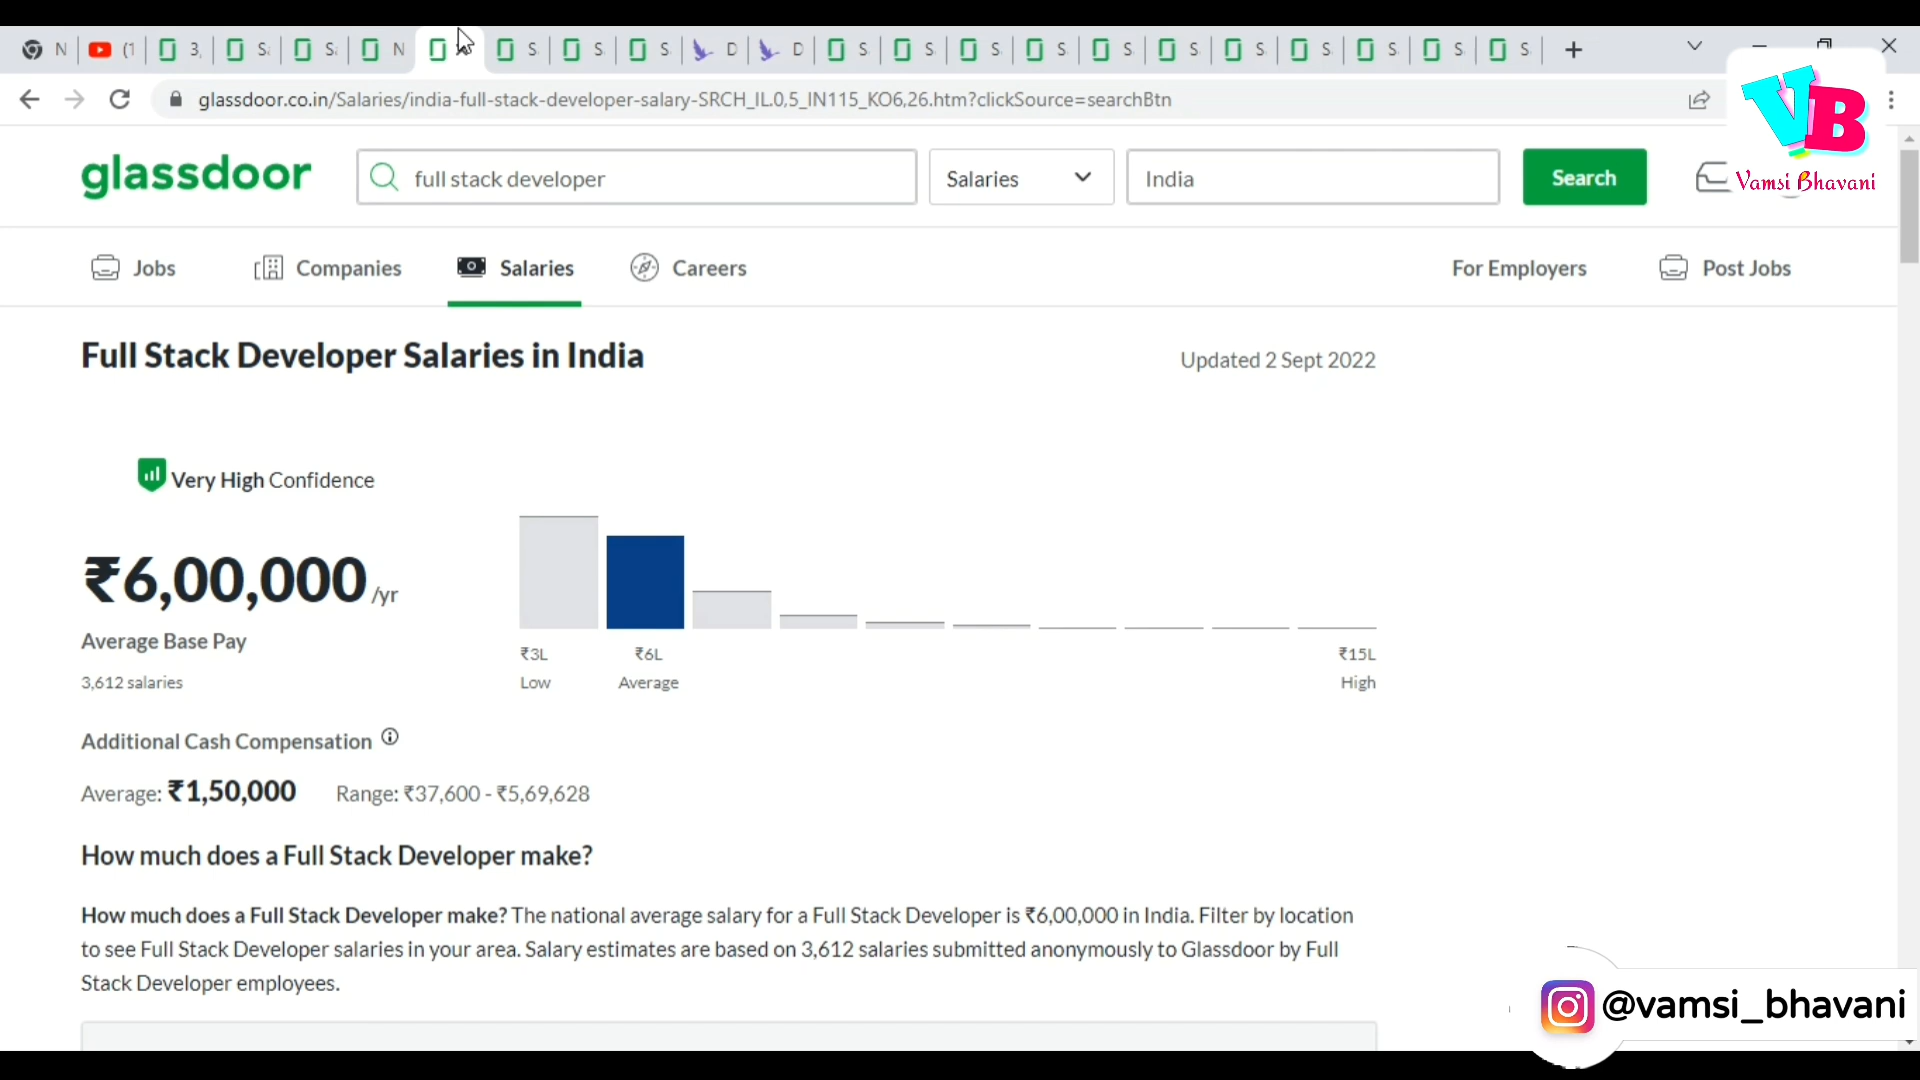 N
(1
3,
Sa
Sa
N
S
S
S
D
D
S
S
S
S
S
S
S
S
S
S
S
glassdoor.co.in/Salaries/india-full-stack-developer-salary-SRCH_IL.0,5_IN115_KO6,26.htm?clickSource=searchBtn
VB
Vamsi Bhavani
glassdoor
full stack developer
Salaries
India
Search
Jobs
Companies
Salaries
Careers
For Employers
Post Jobs
Full Stack Developer Salaries in India
Updated 2 Sept 2022
Very High Confidence
₹6,00,000 /yr
Average Base Pay
3,612 salaries
₹3L
Low
₹6L
Average
₹15L
High
Additional Cash Compensation
Average: ₹1,50,000 Range: ₹37,600 - ₹5,69,628
How much does a Full Stack Developer make?
How much does a Full Stack Developer make? The national average salary for a Full Stack Developer is ₹6,00,000 in India. Filter by location
to see Full Stack Developer salaries in your area. Salary estimates are based on 3,612 salaries submitted anonymously to Glassdoor by Full
Stack Developer employees.
@vamsi_bhavani